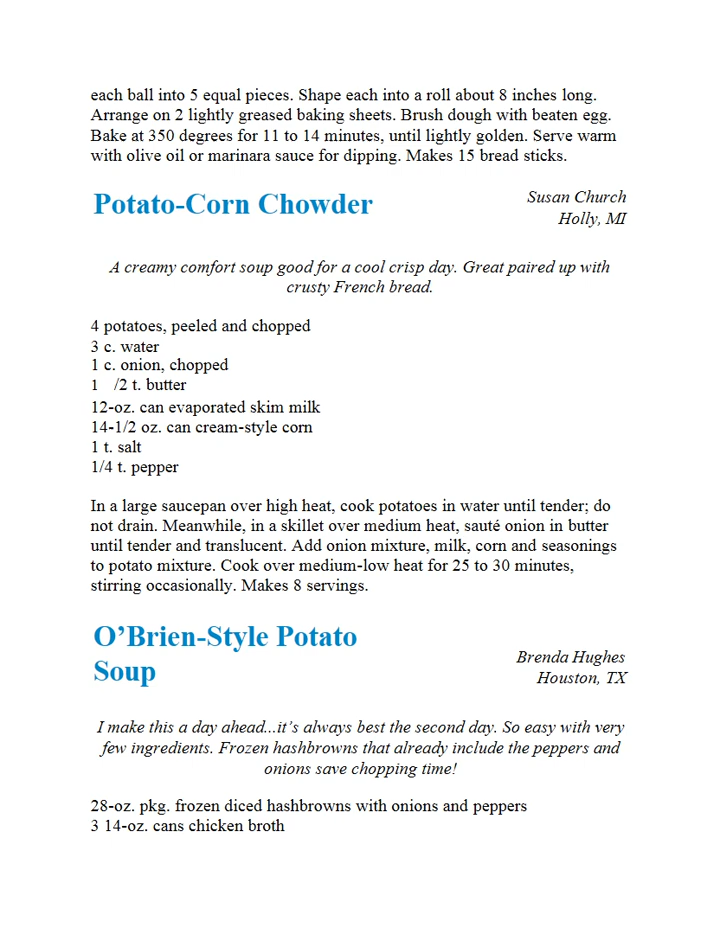 each ball into 5 equal pieces. Shape each into a roll about 8 inches long.
Arrange on 2 lightly greased baking sheets. Brush dough with beaten egg.
Bake at 350 degrees for 11 to 14 minutes, until lightly golden. Serve warm
with olive oil or marinara sauce for dipping. Makes 15 bread sticks.
Potato-Corn Chowder
Susan Church
Holly, MI
A creamy comfort soup good for a cool crisp day. Great paired up with
crusty French bread.
4 potatoes, peeled and chopped
3 c. water
1 c. onion, chopped
1 /2 t. butter
12-oz. can evaporated skim milk
14-1/2 oz. can cream-style corn
1 t. salt
1/4 t. pepper
In a large saucepan over high heat, cook potatoes in water until tender; do
not drain. Meanwhile, in a skillet over medium heat, sauté onion in butter
until tender and translucent. Add onion mixture, milk, corn and seasonings
to potato mixture. Cook over medium-low heat for 25 to 30 minutes,
stirring occasionally. Makes 8 servings.
O’Brien-Style Potato
Soup
Brenda Hughes
Houston, TX
I make this a day ahead...it’s always best the second day. So easy with very
few ingredients. Frozen hashbrowns that already include the peppers and
onions save chopping time!
28-oz. pkg. frozen diced hashbrowns with onions and peppers
3 14-oz. cans chicken broth